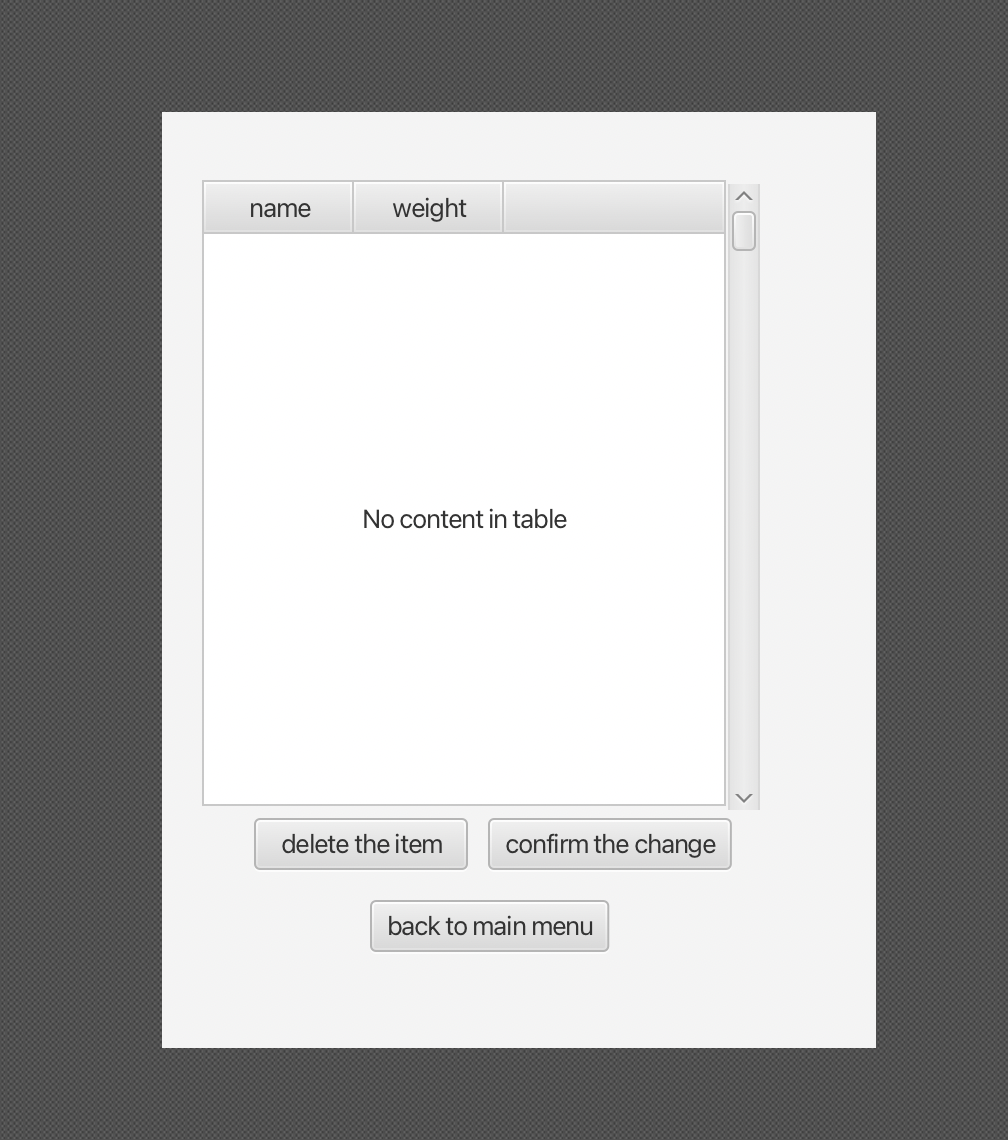 name weight
No content in table
delete the item confirm the change
back to main menu